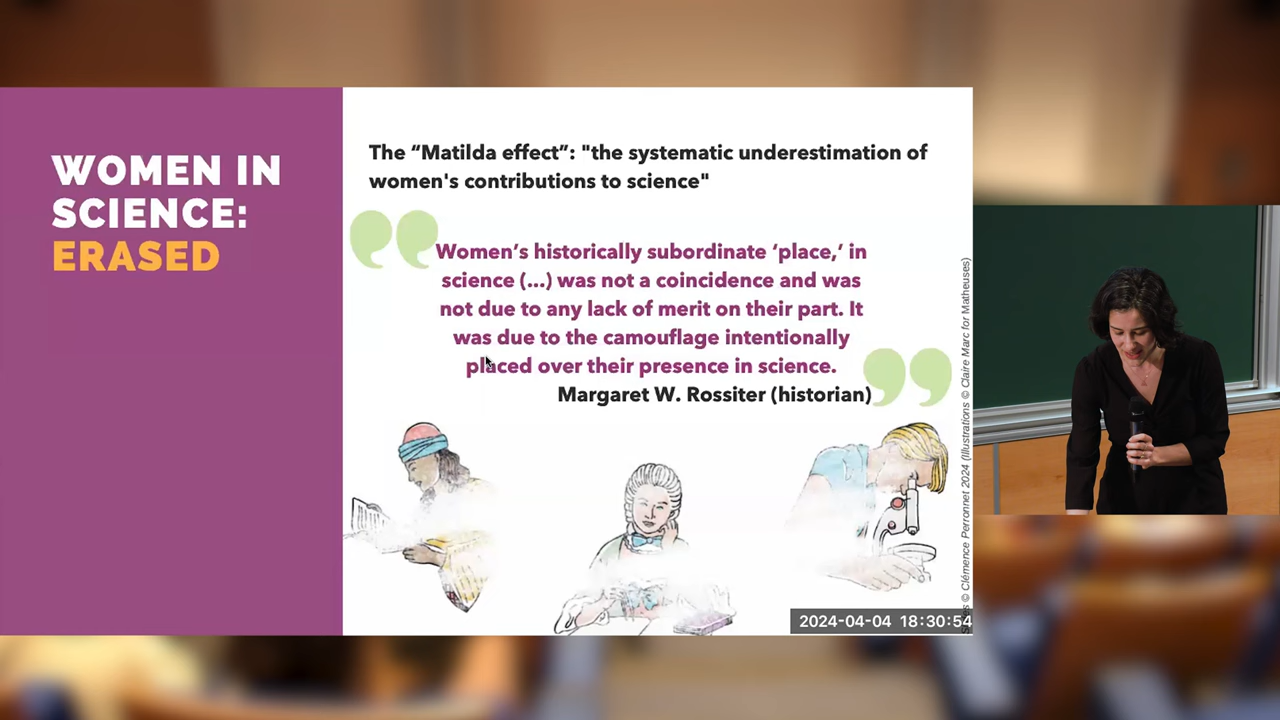 WOMEN IN
SCIENCE:
ERASED
The “Matilda effect”: "the systematic underestimation of
women's contributions to science"
Women’s historically subordinate ‘place,’ in
science (...) was not a coincidence and was
not due to any lack of merit on their part. It
was due to the camouflage intentionally
placed over their presence in science.
Margaret W. Rossiter (historian)
© Clémence Perronnet 2024 (Illustrations © Claire Marc for Matheuses)
2024-04-04 18:30:54